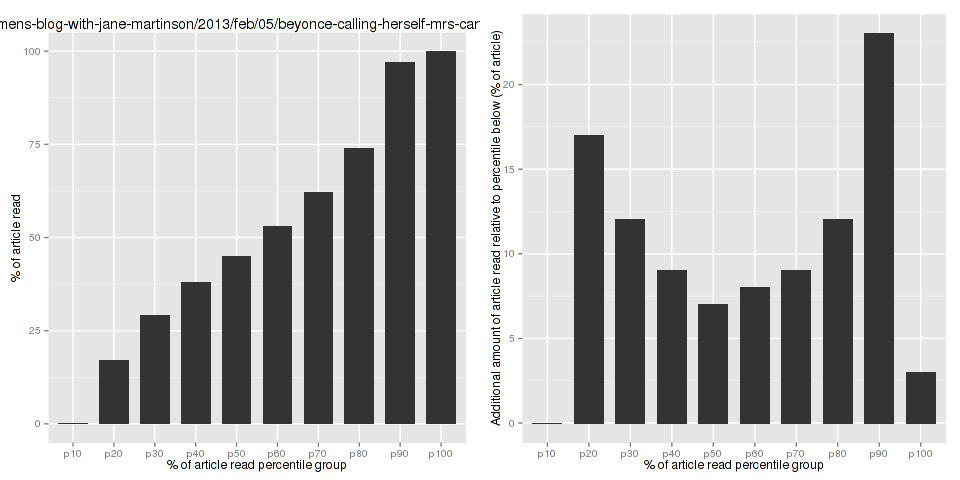 mens-blog-with-jane-martinson/2013/feb/05/beyonce-calling-herself-mrs-car
% of article read
100
75
50
25
0
p10 p20 p30 p40 p50 p60 p70 p80 p90 p100
% of article read percentile group
Additional amount of article read relative to percentile below (% of article)
20
15
10
5
0
p10 p20 p30 p40 p50 p60 p70 p80 p90 p100
% of article read percentile group